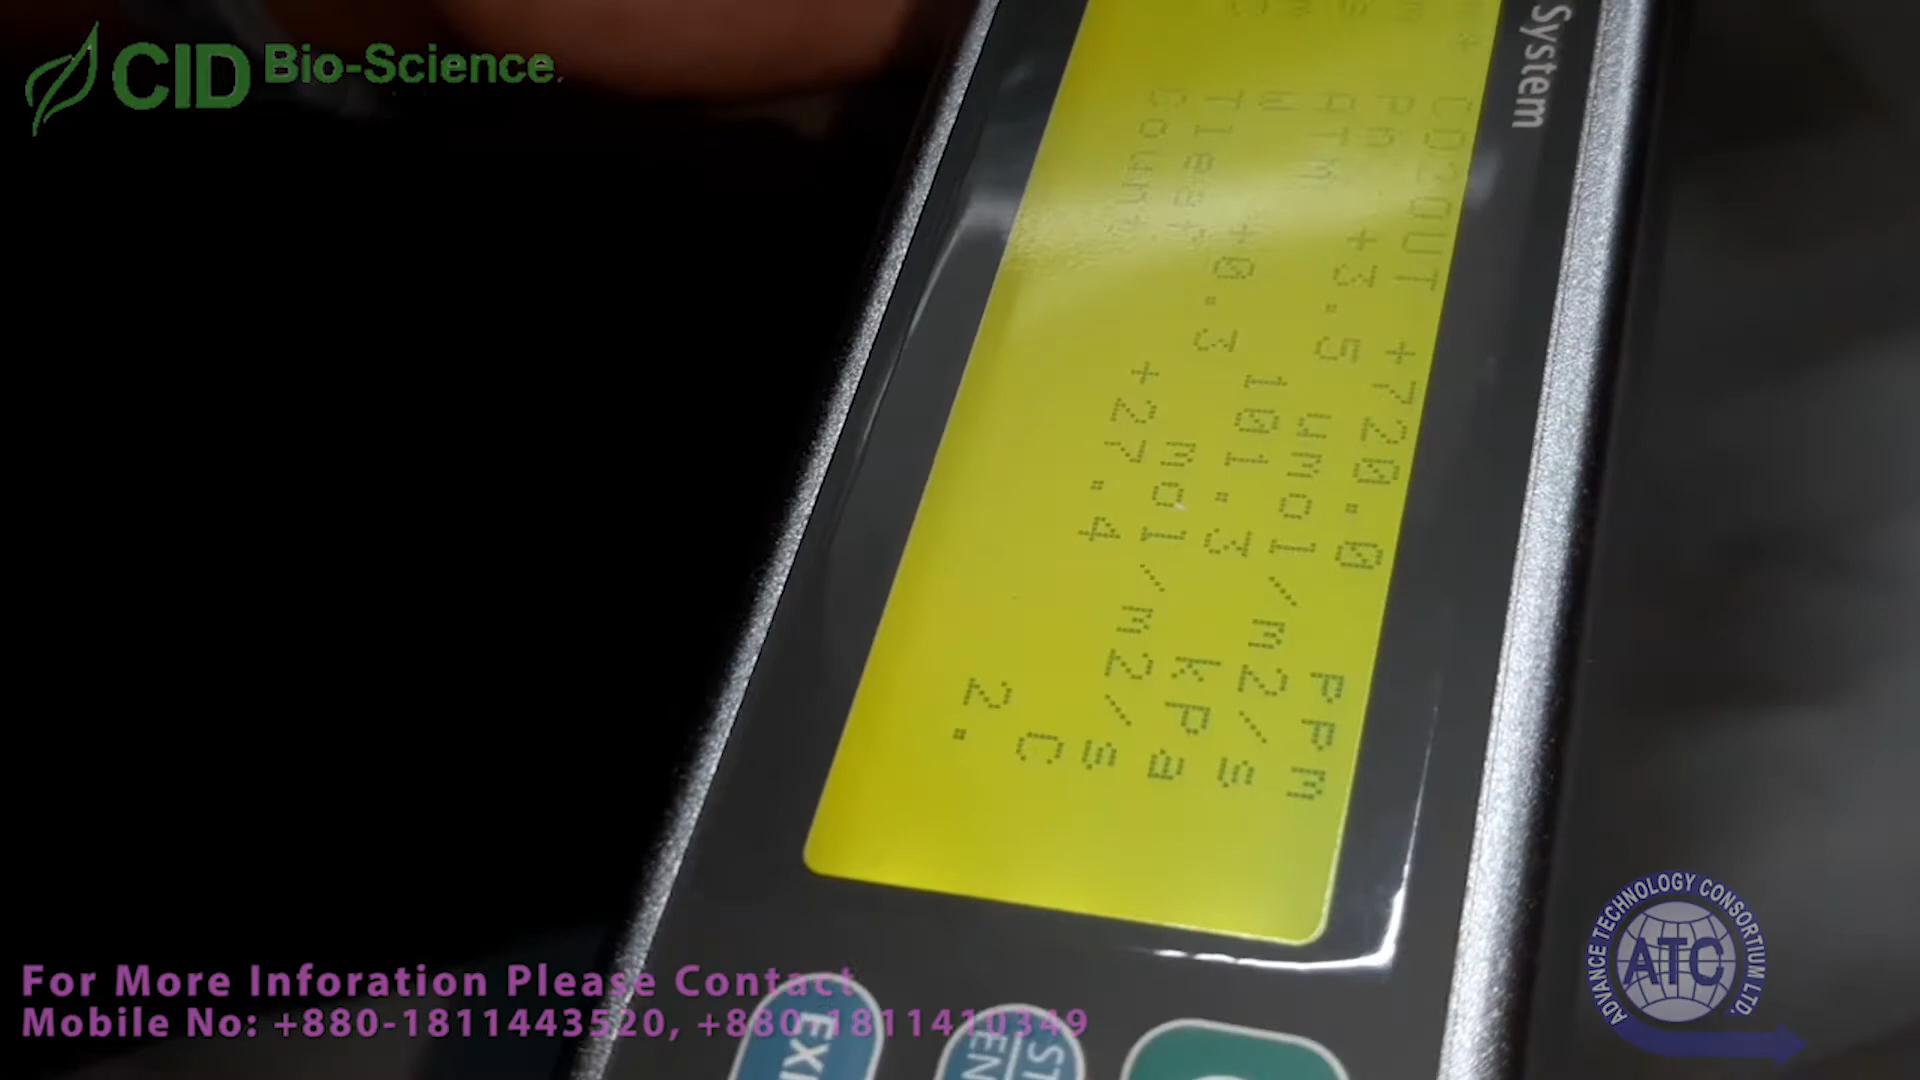 CID Bio-Science.
System
CO2OUT +720.0 PPm
Pn +3.5 umol/m2/s
ATM 101.3 kPa
W +0.3 mol/m2/s
Tleaf +27.4 C
Count 2.
EXI
For More Inforation Please Contact
Mobile No: +880-1811443520, +880-1811410349
ADVANCE TECHNOLOGY CONSORTIUM LTD.
ATC